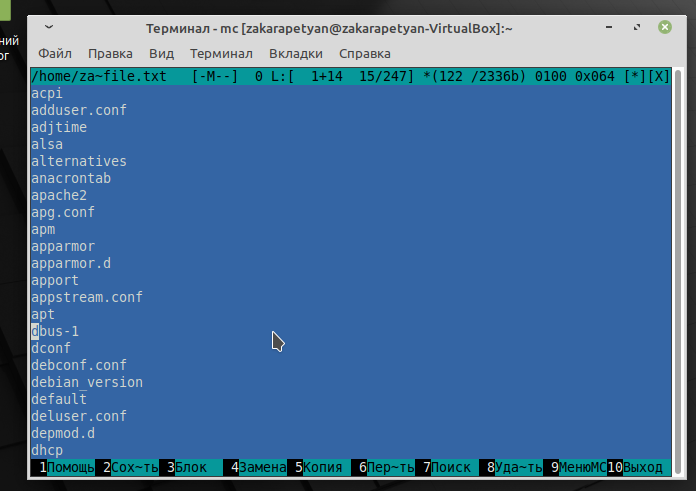 ний
ог
Терминал - mc [zakarapetyan@zakarapetyan-VirtualBox]:~
Файл Правка Вид Терминал Вкладки Справка
/home/za~file.txt [-M--] 0 L:[ 1+14 15/247] *(122 /2336b) 0100 0x064 [*][X]
acpi
adduser.conf
adjtime
alsa
alternatives
anacrontab
apache2
apg.conf
apm
apparmor
apparmor.d
apport
appstream.conf
apt
dbus-1
dconf
debconf.conf
debian_version
default
deluser.conf
depmod.d
dhcp
1Помощь 2Сох~ть 3Блок 4Замена 5Копия 6Пер~ть 7Поиск 8Уда~ть 9МенюMC 10Выход